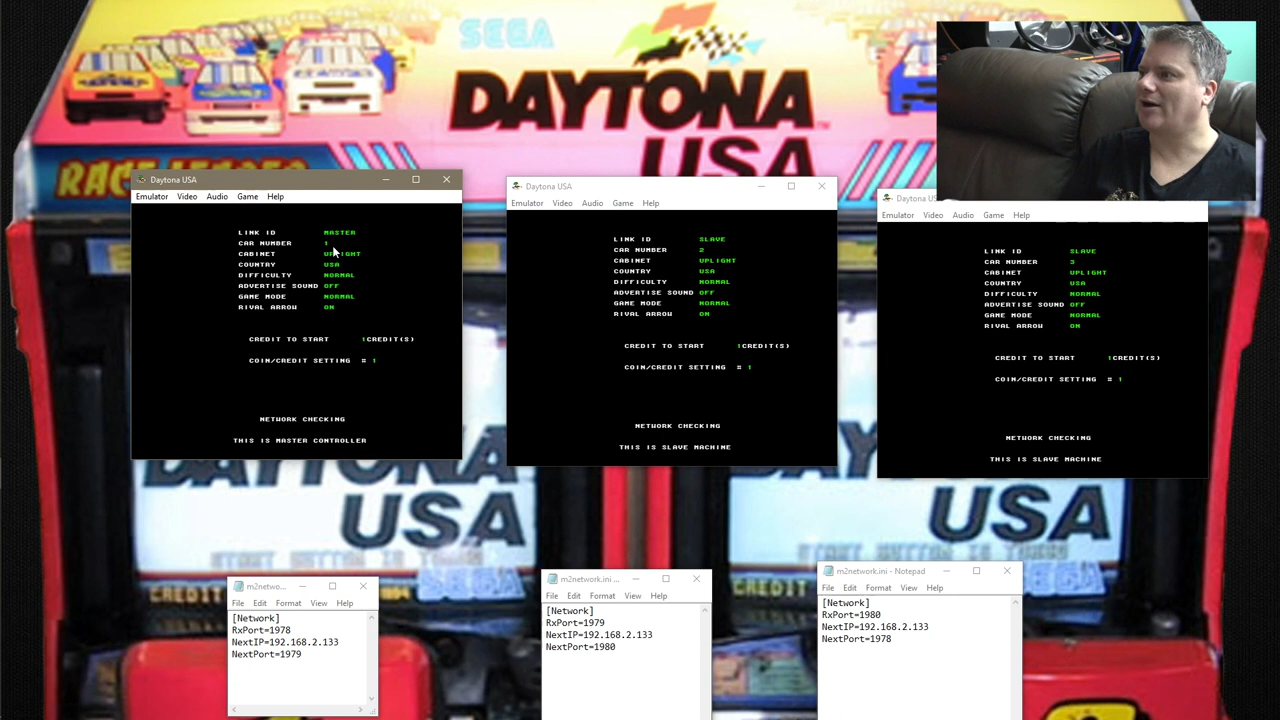 SEGA
DAYTONA
USA
Daytona USA
Emulator Video Audio Game Help
LINK ID MASTER
CAR NUMBER 1
CABINET UPLIGHT
COUNTRY USA
DIFFICULTY NORMAL
ADVERTISE SOUND OFF
GAME MODE NORMAL
RIVAL ARROW ON
CREDIT TO START 1CREDIT(S)
COIN/CREDIT SETTING # 1
NETWORK CHECKING
THIS IS MASTER CONTROLLER
Daytona USA
Emulator Video Audio Game Help
LINK ID SLAVE
CAR NUMBER 2
CABINET UPLIGHT
COUNTRY USA
DIFFICULTY NORMAL
ADVERTISE SOUND OFF
GAME MODE NORMAL
RIVAL ARROW ON
CREDIT TO START 1CREDIT(S)
COIN/CREDIT SETTING # 1
NETWORK CHECKING
THIS IS SLAVE MACHINE
Daytona US
Emulator Video Audio Game Help
LINK ID SLAVE
CAR NUMBER 3
CABINET UPLIGHT
COUNTRY USA
DIFFICULTY NORMAL
ADVERTISE SOUND OFF
GAME MODE NORMAL
RIVAL ARROW ON
CREDIT TO START 1CREDIT(S)
COIN/CREDIT SETTING # 1
NETWORK CHECKING
THIS IS SLAVE MACHINE
DAYTONA
USA
USA
m2netwo...
File Edit Format View Help
[Network]
RxPort=1978
NextIP=192.168.2.133
NextPort=1979
m2network.ini ...
File Edit Format View Help
[Network]
RxPort=1979
NextIP=192.168.2.133
NextPort=1980
m2network.ini - Notepad
File Edit Format View Help
[Network]
RxPort=1980
NextIP=192.168.2.133
NextPort=1978